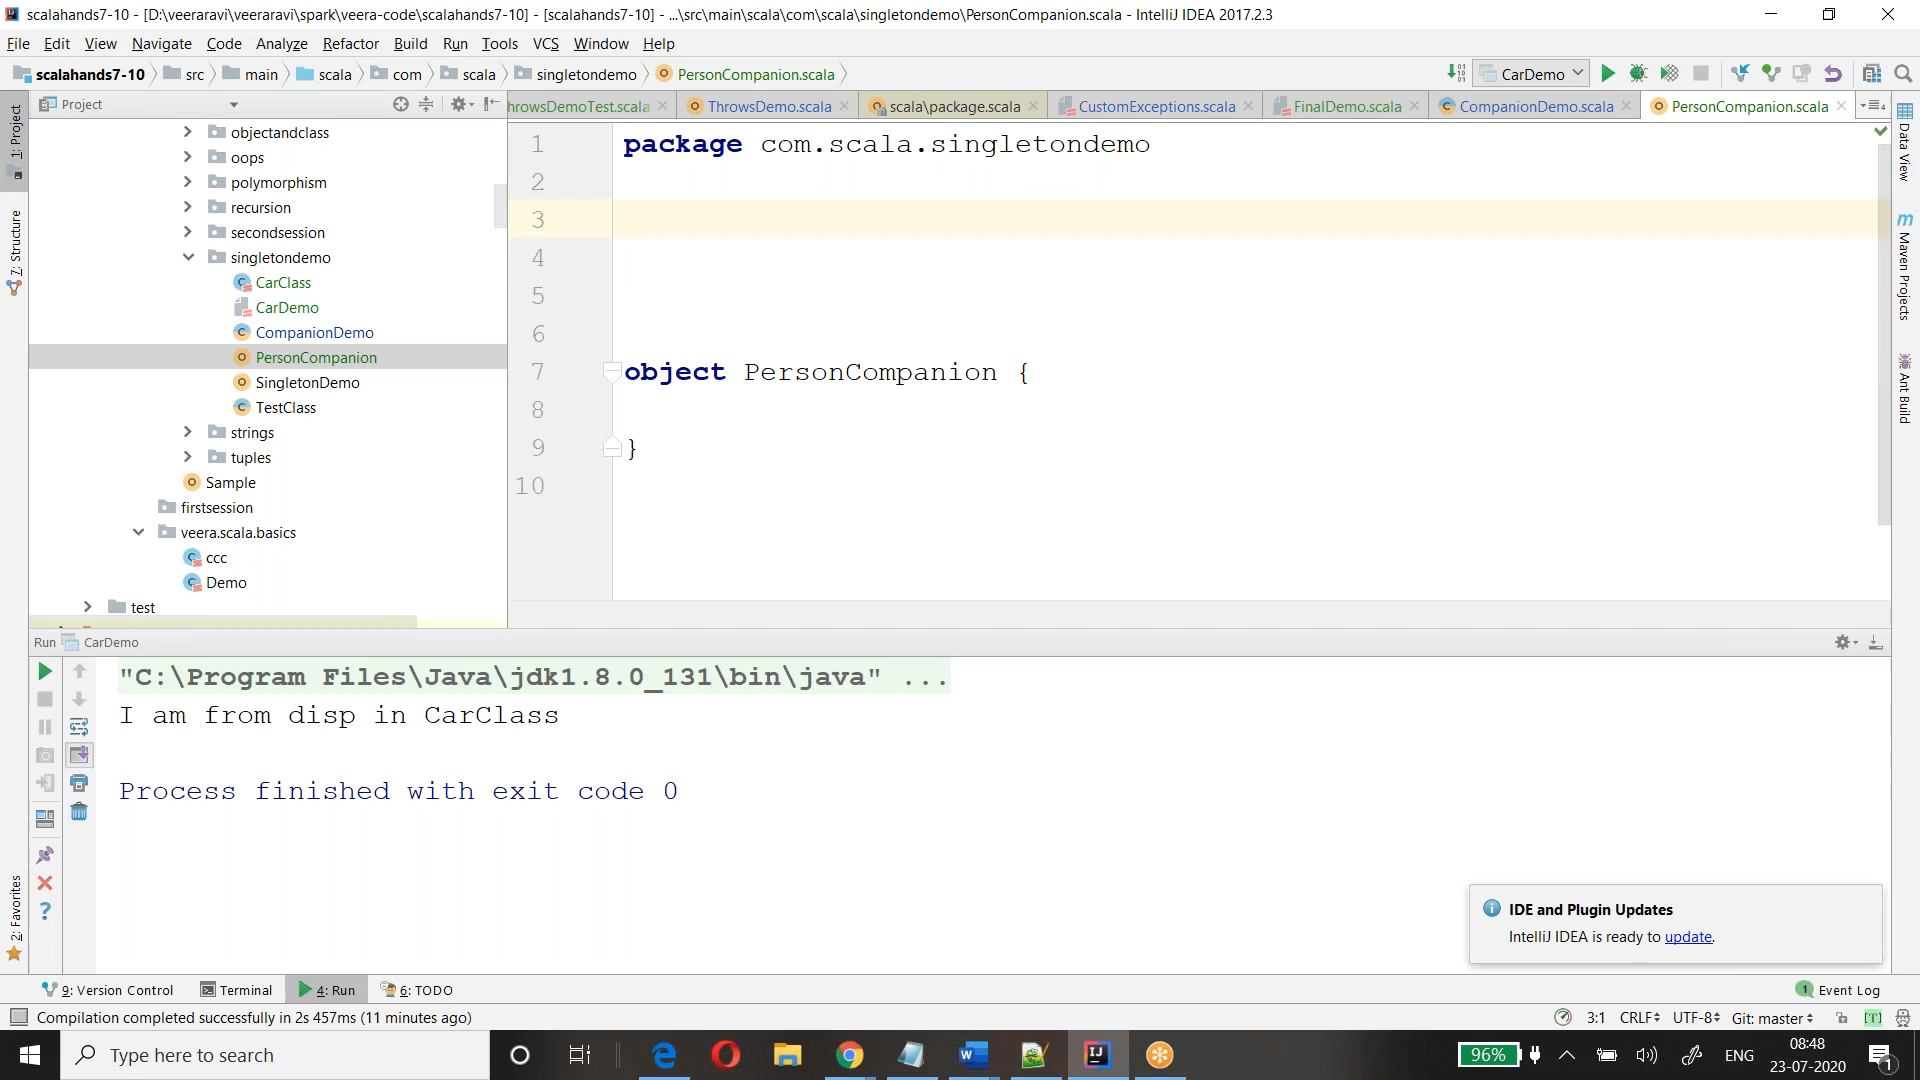 scalahands7-10 - [D:\veeraravi\veeraravi\spark\veera-code\scalahands7-10] - [scalahands7-10] - ...\src\main\scala\com\scala\singletondemo\PersonCompanion.scala - IntelliJ IDEA 2017.2.3
File Edit View Navigate Code Analyze Refactor Build Run Tools VCS Window Help
scalahands7-10 src main scala com scala singletondemo PersonCompanion.scala CarDemo
Project
hrowsDemoTest.scala ThrowsDemo.scala scala\package.scala CustomExceptions.scala FinalDemo.scala CompanionDemo.scala PersonCompanion.scala
1: Project
7: Structure
2: Favorites
objectandclass
oops
polymorphism
recursion
secondsession
singletondemo
CarClass
CarDemo
CompanionDemo
PersonCompanion
SingletonDemo
TestClass
strings
tuples
Sample
firstsession
veera.scala.basics
ccc
Demo
test
1 package com.scala.singletondemo
2
3
4
5
6
7 object PersonCompanion {
8
9 }
10
Data View
Maven Projects
Ant Build
Run CarDemo
"C:\Program Files\Java\jdk1.8.0_131\bin\java" ...
I am from disp in CarClass
Process finished with exit code 0
IDE and Plugin Updates
IntelliJ IDEA is ready to update.
9: Version Control Terminal 4: Run 6: TODO 1 Event Log
Compilation completed successfully in 2s 457ms (11 minutes ago) 3:1 CRLF UTF-8 Git: master [T]
Type here to search 96% ENG 08:48
23-07-2020 1